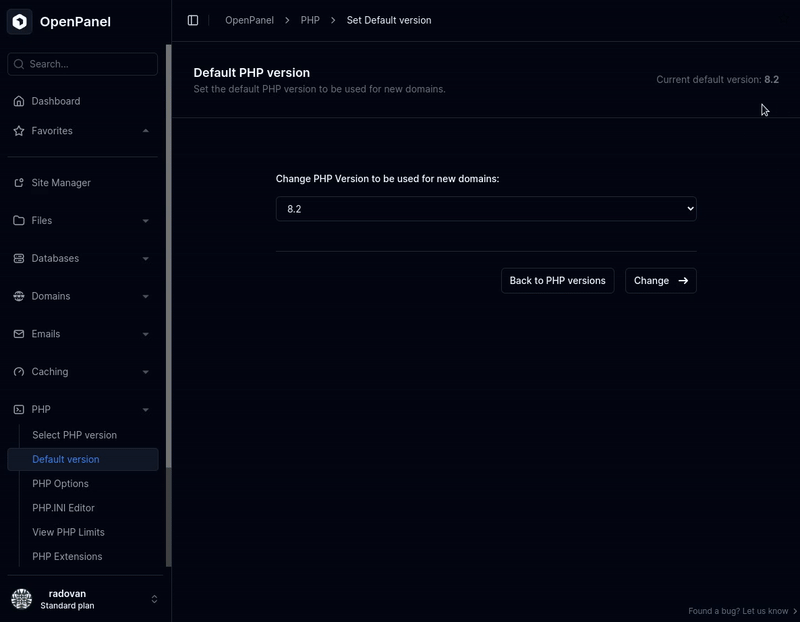 OpenPanel
Search...
Dashboard
Favorites
Site Manager
Files
Databases
Domains
Emails
Caching
PHP
Select PHP version
Default version
PHP Options
PHP.INI Editor
View PHP Limits
PHP Extensions
radovan
Standard plan
OpenPanel > PHP > Set Default version
Default PHP version
Set the default PHP version to be used for new domains.
Current default version: 8.2
Change PHP Version to be used for new domains:
8.2
Back to PHP versions
Change →
Found a bug? Let us know >